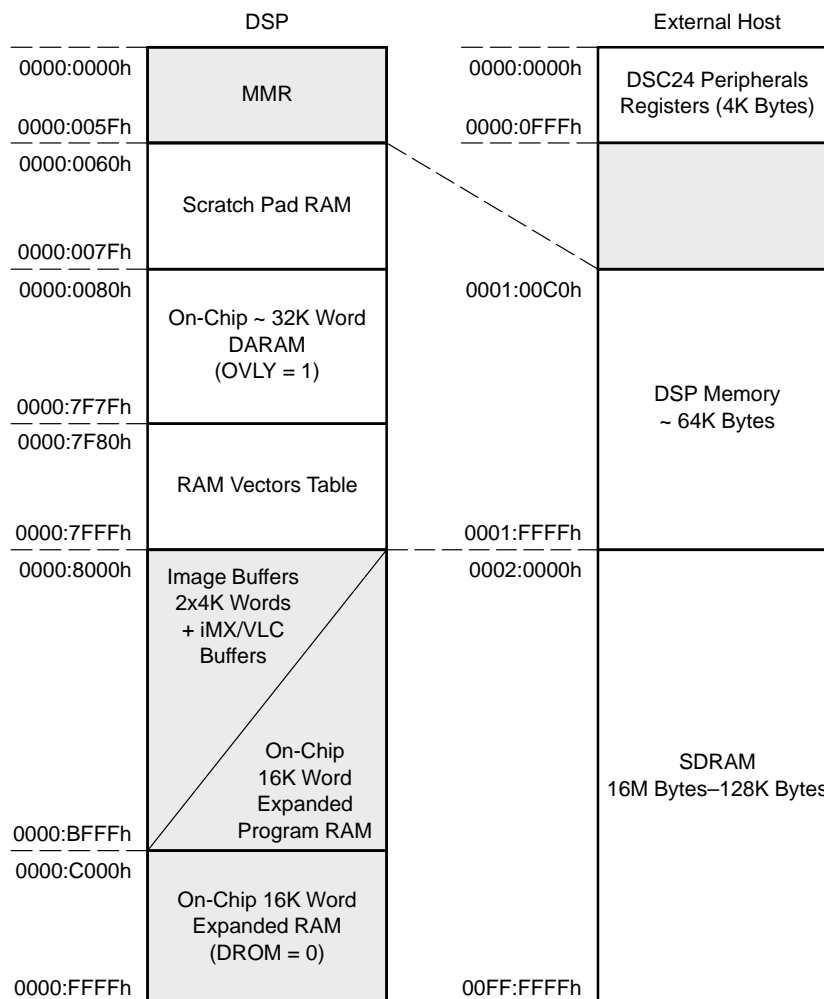 DSP
External Host
0000:0000h
MMR
0000:005Fh
0000:0060h
Scratch Pad RAM
0000:007Fh
0000:0080h
On-Chip ~ 32K Word
DARAM
(OVLY = 1)
0000:7F7Fh
0000:7F80h
RAM Vectors Table
0000:7FFFh
0000:8000h
Image Buffers
2x4K Words
+ iMX/VLC
Buffers
On-Chip
16K Word
Expanded
Program RAM
0000:BFFFh
0000:C000h
On-Chip 16K Word
Expanded RAM
(DROM = 0)
0000:FFFFh
0000:0000h
DSC24 Peripherals
Registers (4K Bytes)
0000:0FFFh
0001:00C0h
DSP Memory
~ 64K Bytes
0001:FFFFh
0002:0000h
SDRAM
16M Bytes–128K Bytes
00FF:FFFFh